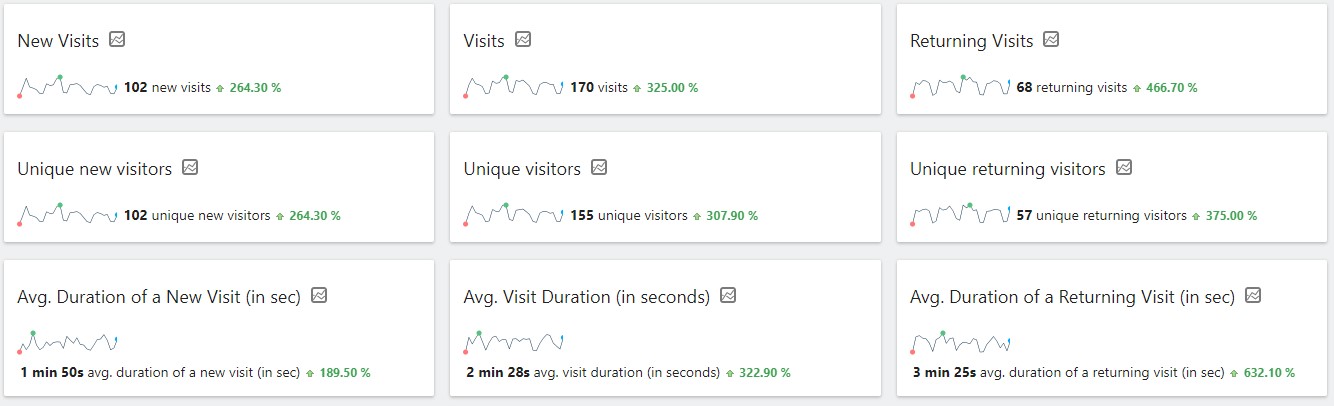 New Visits
102 new visits 264.30 %
Visits
170 visits 325.00 %
Returning Visits
68 returning visits 466.70 %
Unique new visitors
102 unique new visitors 264.30 %
Unique visitors
155 unique visitors 307.90 %
Unique returning visitors
57 unique returning visitors 375.00 %
Avg. Duration of a New Visit (in sec)
1 min 50s avg. duration of a new visit (in sec) 189.50 %
Avg. Visit Duration (in seconds)
2 min 28s avg. visit duration (in seconds) 322.90 %
Avg. Duration of a Returning Visit (in sec)
3 min 25s avg. duration of a returning visit (in sec) 632.10 %